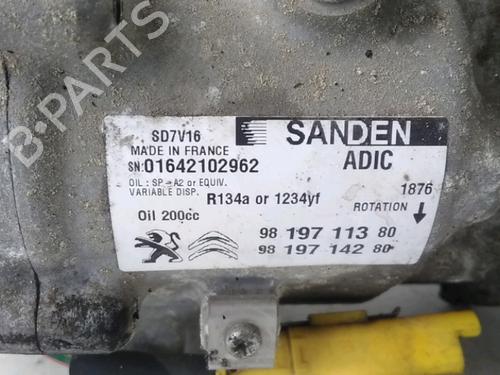 B-PARTS
SD7V16
MADE IN FRANCE
SN:01642102962
SANDEN
ADIC
OIL : SP-A2 or EQUIV.
VARIABLE DISP.
R134a or 1234yf
1876
ROTATION ↓
Oil 200cc
98 197 113 80
98 197 142 80